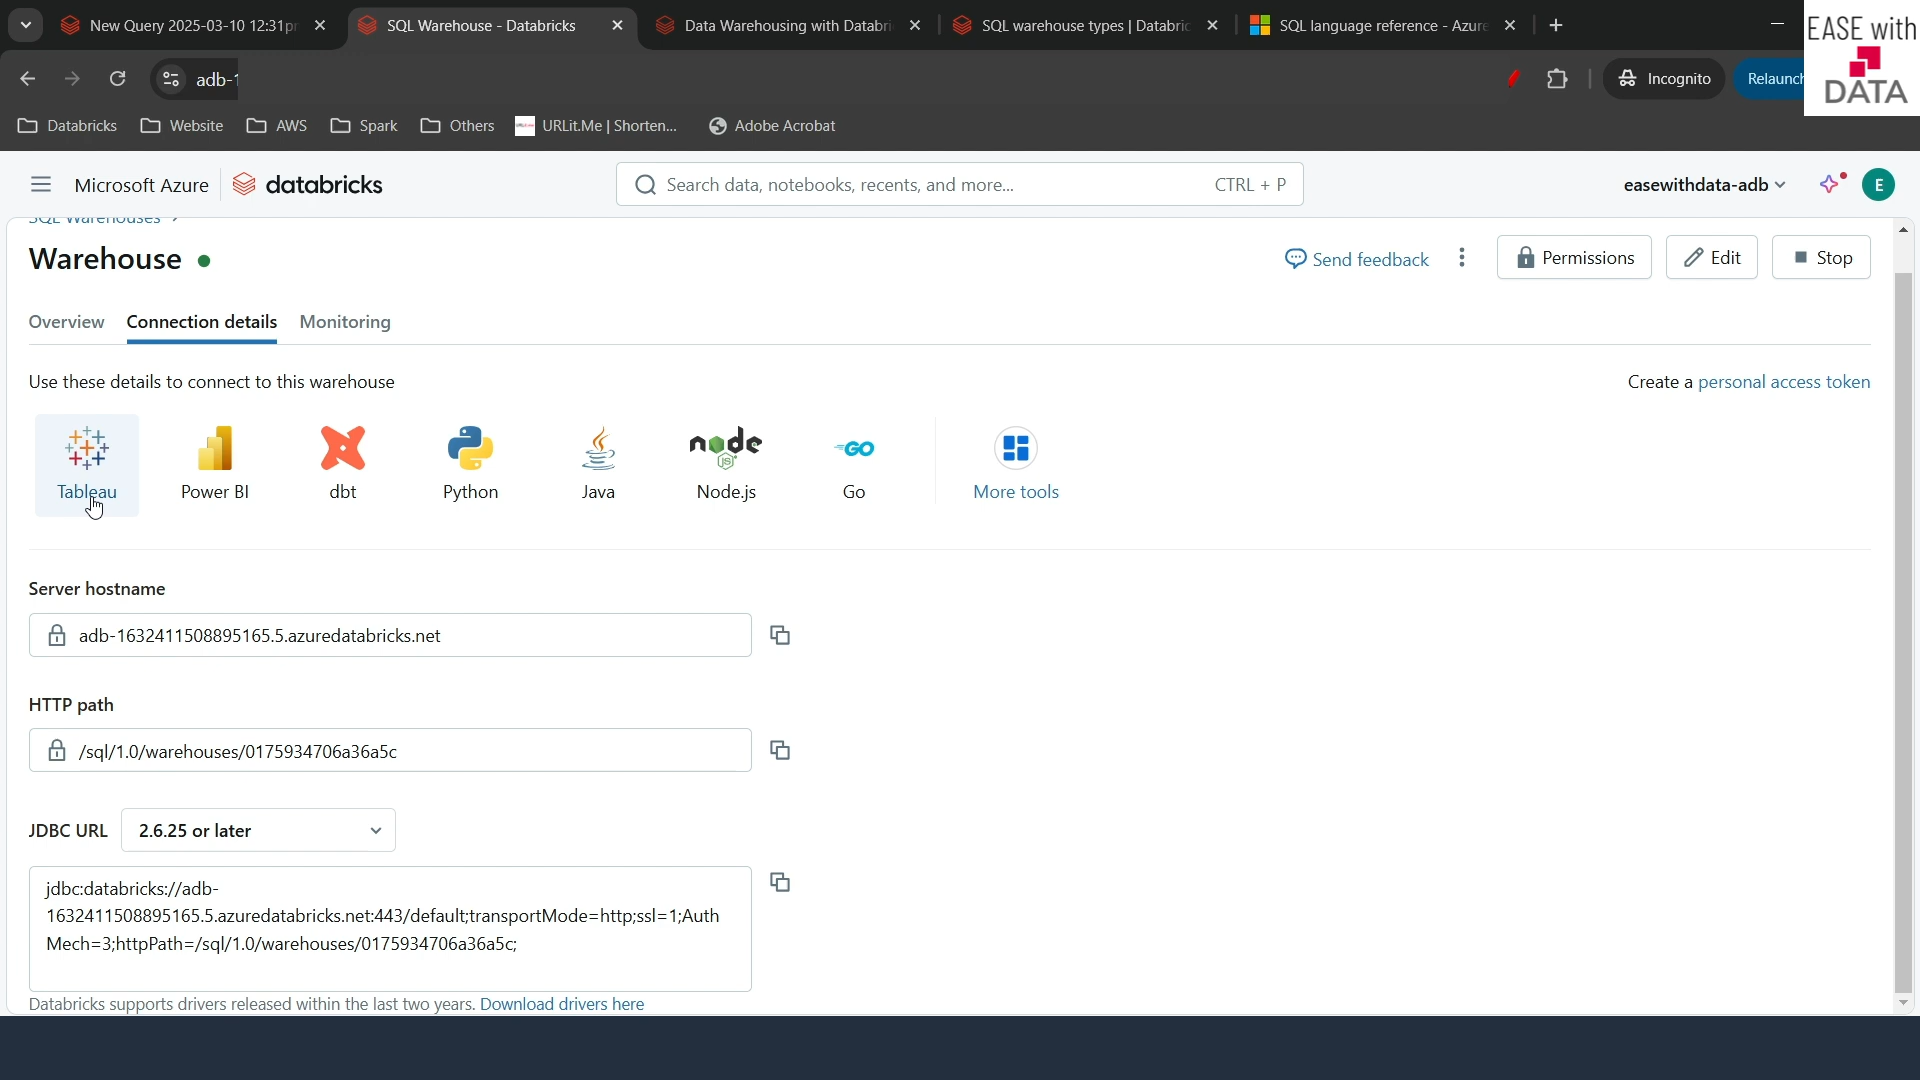 New Query 2025-03-10 12:31pm
SQL Warehouse - Databricks
Data Warehousing with Databri
SQL warehouse types | Databric
SQL language reference - Azure
EASE with
DATA
adb-1
Incognito
Relaunch
Databricks
Website
AWS
Spark
Others
URLit.Me | Shorten...
Adobe Acrobat
Microsoft Azure
databricks
Search data, notebooks, recents, and more...
CTRL + P
easewithdata-adb
E
SQL Warehouses
Warehouse
Send feedback
Permissions
Edit
Stop
Overview
Connection details
Monitoring
Use these details to connect to this warehouse
Create a personal access token
Tableau
Power BI
dbt
Python
Java
node
JS
Node.js
GO
Go
More tools
Server hostname
adb-1632411508895165.5.azuredatabricks.net
HTTP path
/sql/1.0/warehouses/0175934706a36a5c
JDBC URL
2.6.25 or later
jdbc:databricks://adb-
1632411508895165.5.azuredatabricks.net:443/default;transportMode=http;ssl=1;Auth
Mech=3;httpPath=/sql/1.0/warehouses/0175934706a36a5c;
Databricks supports drivers released within the last two years. Download drivers here